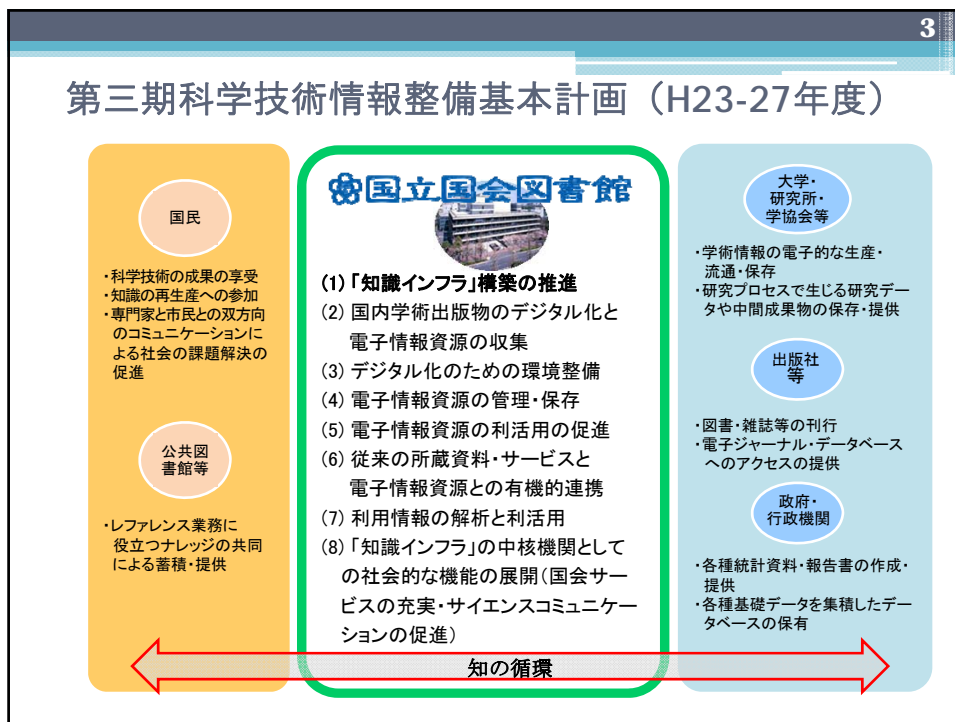 3
第三期科学技術情報整備基本計画（H23-27年度）
国民
・科学技術の成果の享受
・知識の再生産への参加
・専門家と市民との双方向
のコミュニケーションに
よる社会の課題解決の
促進
公共図
書館等
・レファレンス業務に
役立つナレッジの共同
による蓄積・提供
国立国会図書館
(1)「知識インフラ」構築の推進
(2) 国内学術出版物のデジタル化と
電子情報資源の収集
(3) デジタル化のための環境整備
(4) 電子情報資源の管理・保存
(5) 電子情報資源の利活用の促進
(6) 従来の所蔵資料・サービスと
電子情報資源との有機的連携
(7) 利用情報の解析と利活用
(8)「知識インフラ」の中核機関として
の社会的な機能の展開（国会サー
ビスの充実・サイエンスコミュニケー
ションの促進）
大学・
研究所・
学協会等
・学術情報の電子的な生産・
流通・保存
・研究プロセスで生じる研究デー
タや中間成果物の保存・提供
出版社
等
・図書・雑誌等の刊行
・電子ジャーナル・データベース
へのアクセスの提供
政府・
行政機関
・各種統計資料・報告書の作成・
提供
・各種基礎データを集積したデー
タベースの保有
知の循環